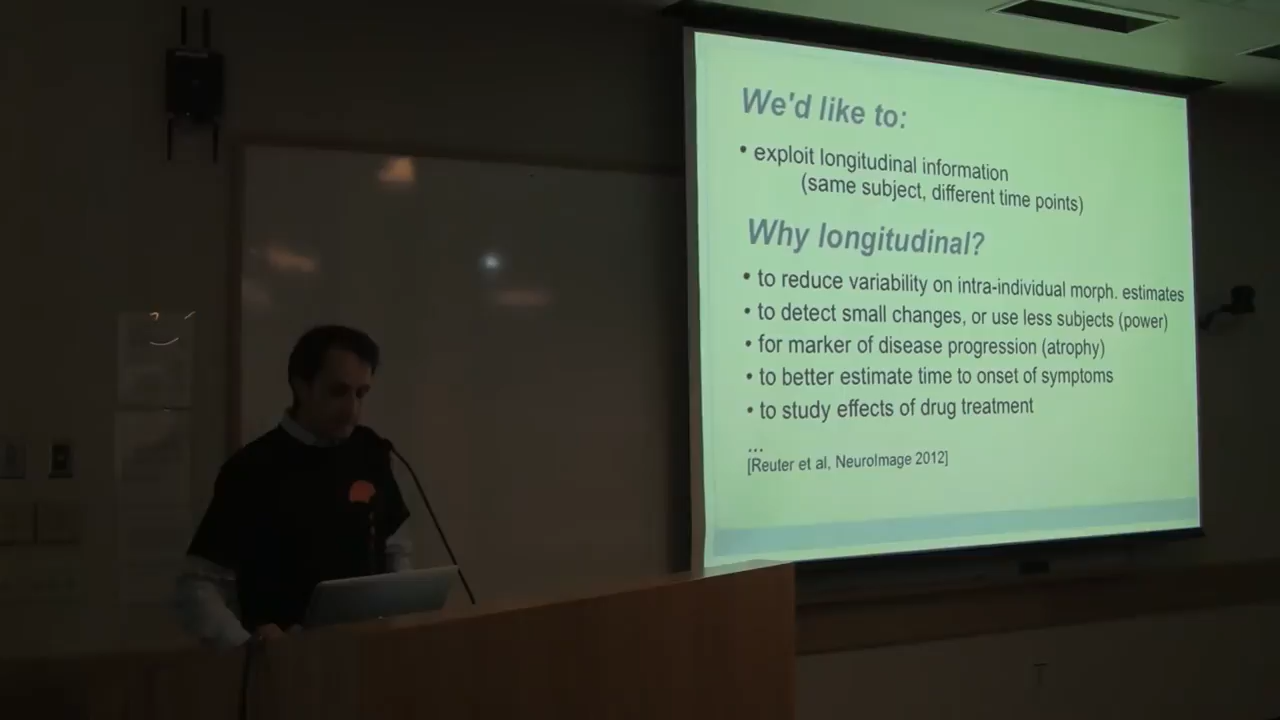 We'd like to:
• exploit longitudinal information
(same subject, different time points)
Why longitudinal?
• to reduce variability on intra-individual morph. estimates
• to detect small changes, or use less subjects (power)
• for marker of disease progression (atrophy)
• to better estimate time to onset of symptoms
• to study effects of drug treatment
...
[Reuter et al, NeuroImage 2012]